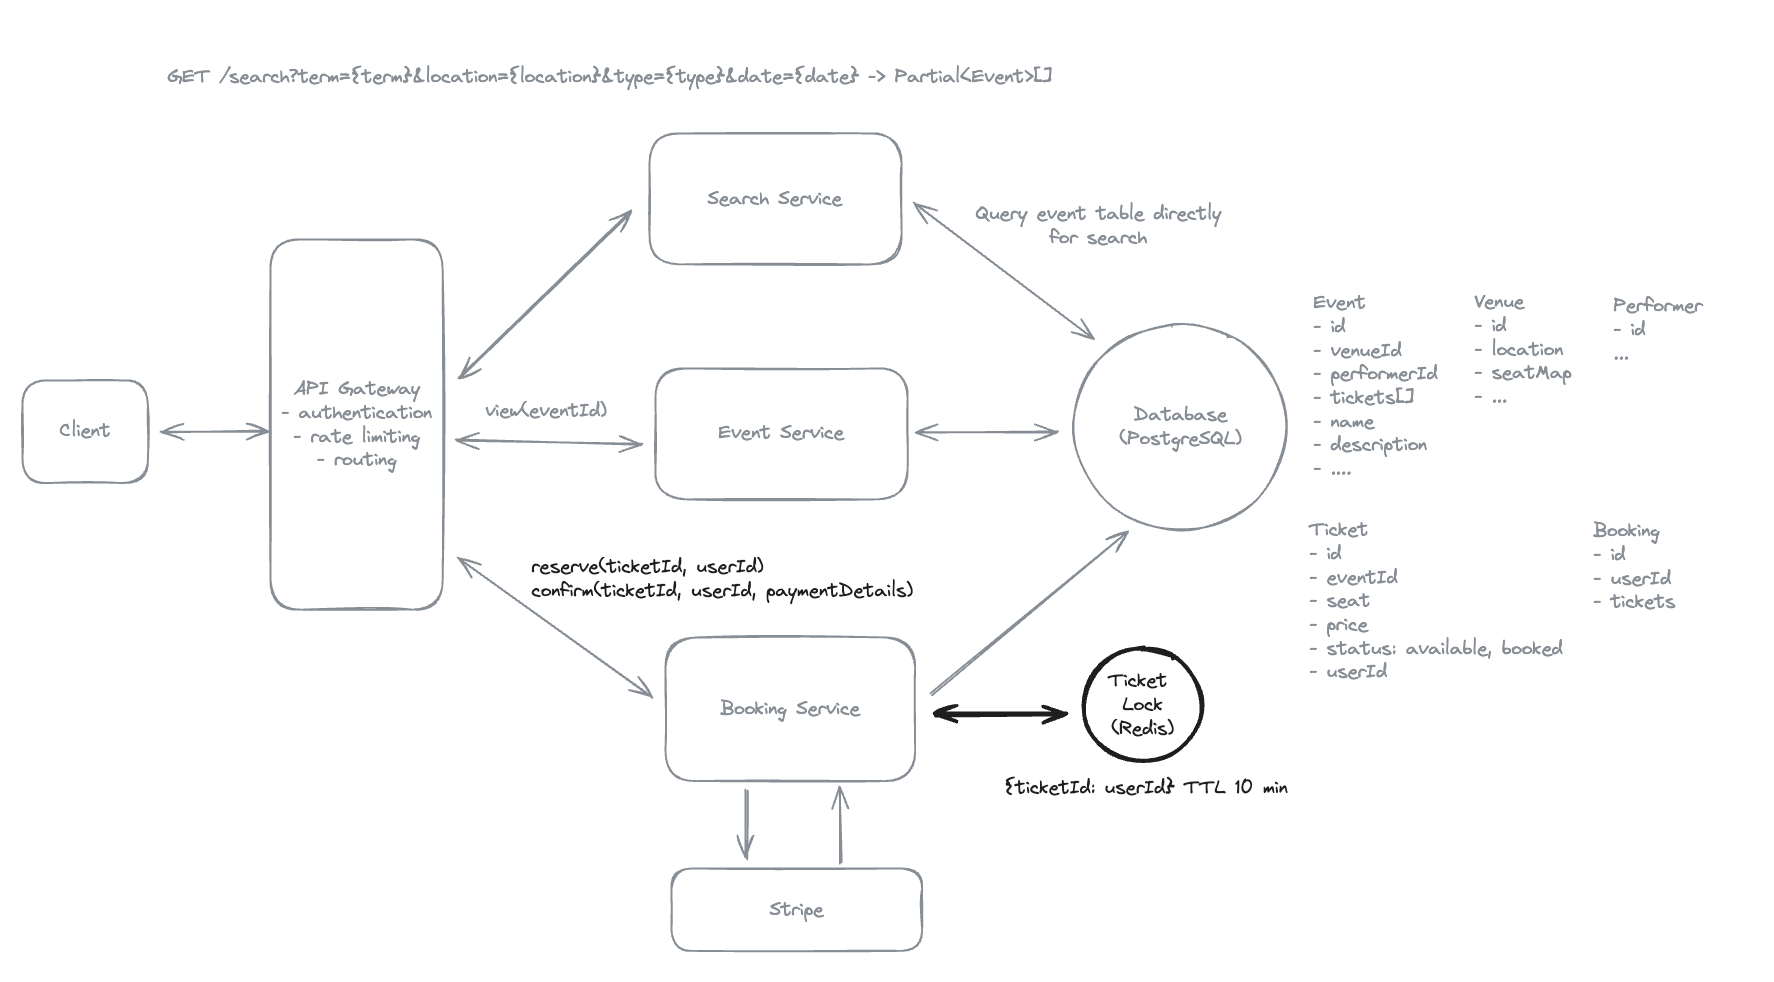 GET /search?term={term}&location={location}&type={type}&date={date} -> Partial<Event>[]
Search Service
Query event table directly
for search
Client
API Gateway
- authentication
- rate limiting
- routing
view(eventId)
Event Service
Database
(PostgreSQL)
Event
- id
- venueId
- performerId
- tickets[]
- name
- description
- ....
Venue
- id
- location
- seatMap
- ...
Performer
- id
...
Ticket
- id
- eventId
- seat
- price
- status: available, booked
- userId
Booking
- id
- userId
- tickets
reserve(ticketId, userId)
confirm(ticketId, userId, paymentDetails)
Booking Service
Ticket
Lock
(Redis)
{ticketId: userId} TTL 10 min
Stripe